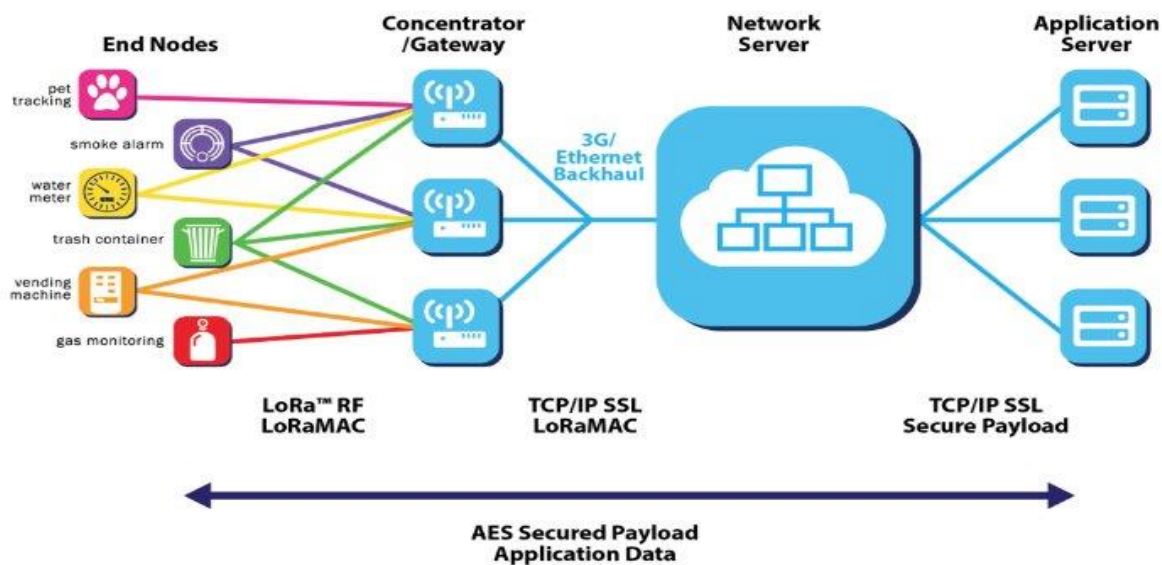 End Nodes
Concentrator
/Gateway
Network
Server
Application
Server
pet
tracking
smoke alarm
water
meter
trash container
vending
machine
gas monitoring
3G/
Ethernet
Backhaul
LoRa™ RF
LoRaMAC
TCP/IP SSL
LoRaMAC
TCP/IP SSL
Secure Payload
AES Secured Payload
Application Data